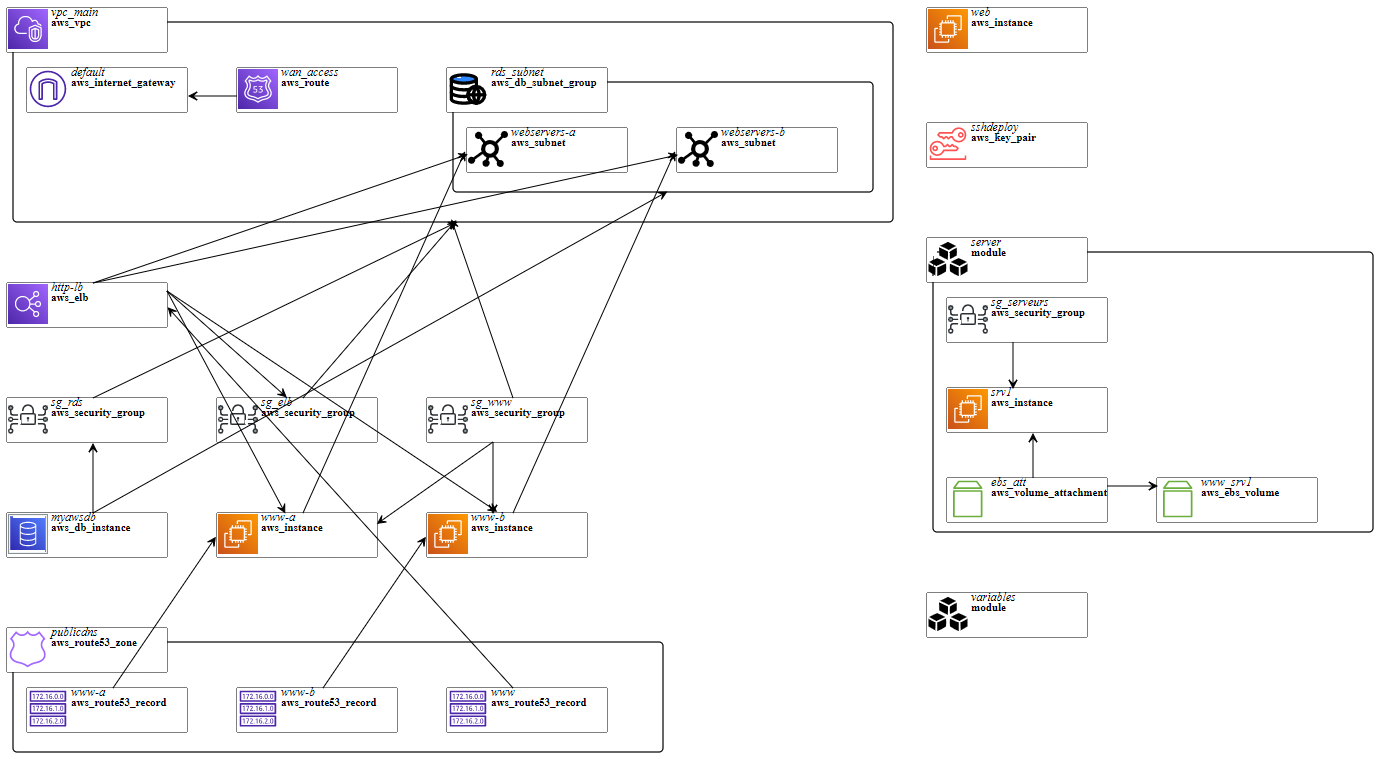 vpc_main
aws_vpc
default
aws_internet_gateway
wan_access
aws_route
53
rds_subnet
aws_db_subnet_group
webservers-a
aws_subnet
webservers-b
aws_subnet
http-lb
aws_elb
sg_rds
aws_security_group
sg_elb
aws_security_group
sg_www
aws_security_group
myawsdb
aws_db_instance
www-a
aws_instance
www-b
aws_instance
publicdns
aws_route53_zone
www-a
aws_route53_record
172.16.0.0
172.16.1.0
172.16.2.0
www-b
aws_route53_record
172.16.0.0
172.16.1.0
172.16.2.0
www
aws_route53_record
172.16.0.0
172.16.1.0
172.16.2.0
web
aws_instance
sshdeploy
aws_key_pair
server
module
sg_serveurs
aws_security_group
srv1
aws_instance
ebs_att
aws_volume_attachment
www_srv1
aws_ebs_volume
variables
module